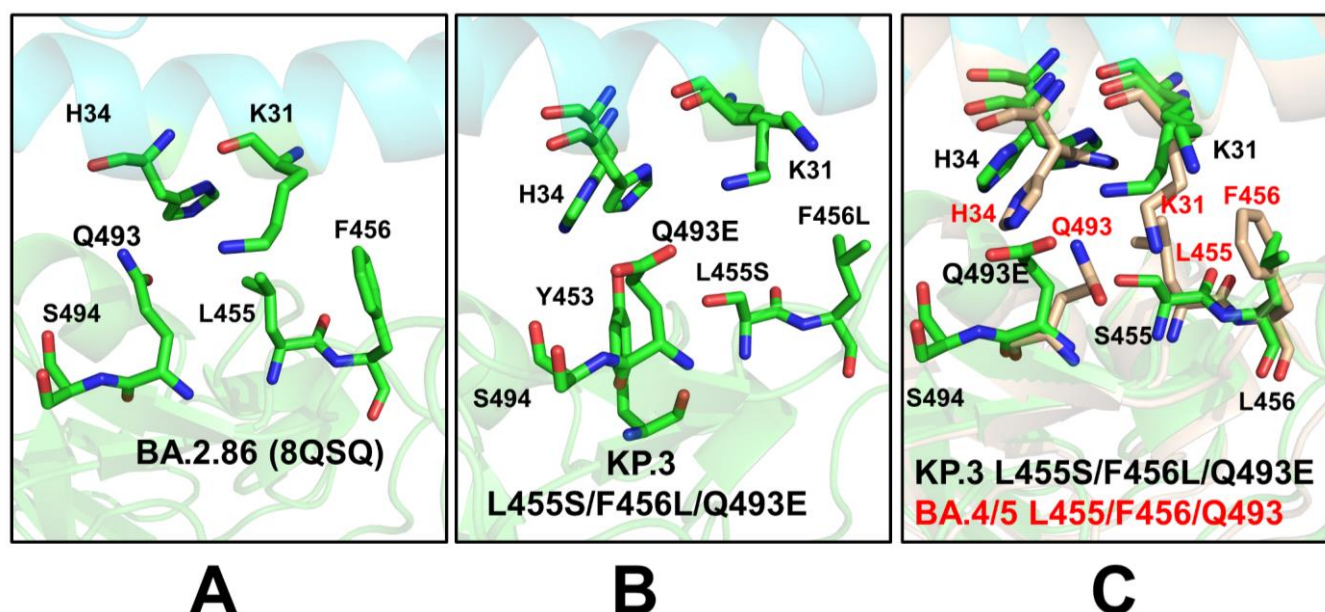 H34
K31
Q493
F456
S494
L455
BA.2.86 (8QSQ)
H34
K31
Q493E
F456L
Y453
L455S
S494
KP.3
L455S/F456L/Q493E
H34
K31
H34
K31
F456
Q493
L455
Q493E
S455
S494
L456
KP.3 L455S/F456L/Q493E
BA.4/5 L455/F456/Q493
A
B
C